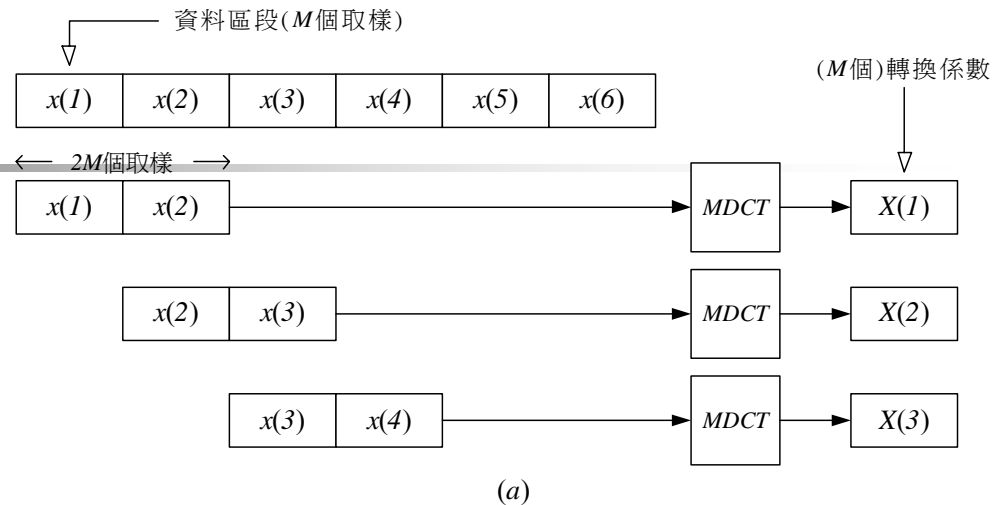 資料區段(M個取樣)
(M個)轉換係數
x(1) x(2) x(3) x(4) x(5) x(6)
2M個取樣
x(1) x(2) MDCT X(1)
x(2) x(3) MDCT X(2)
x(3) x(4) MDCT X(3)
(a)